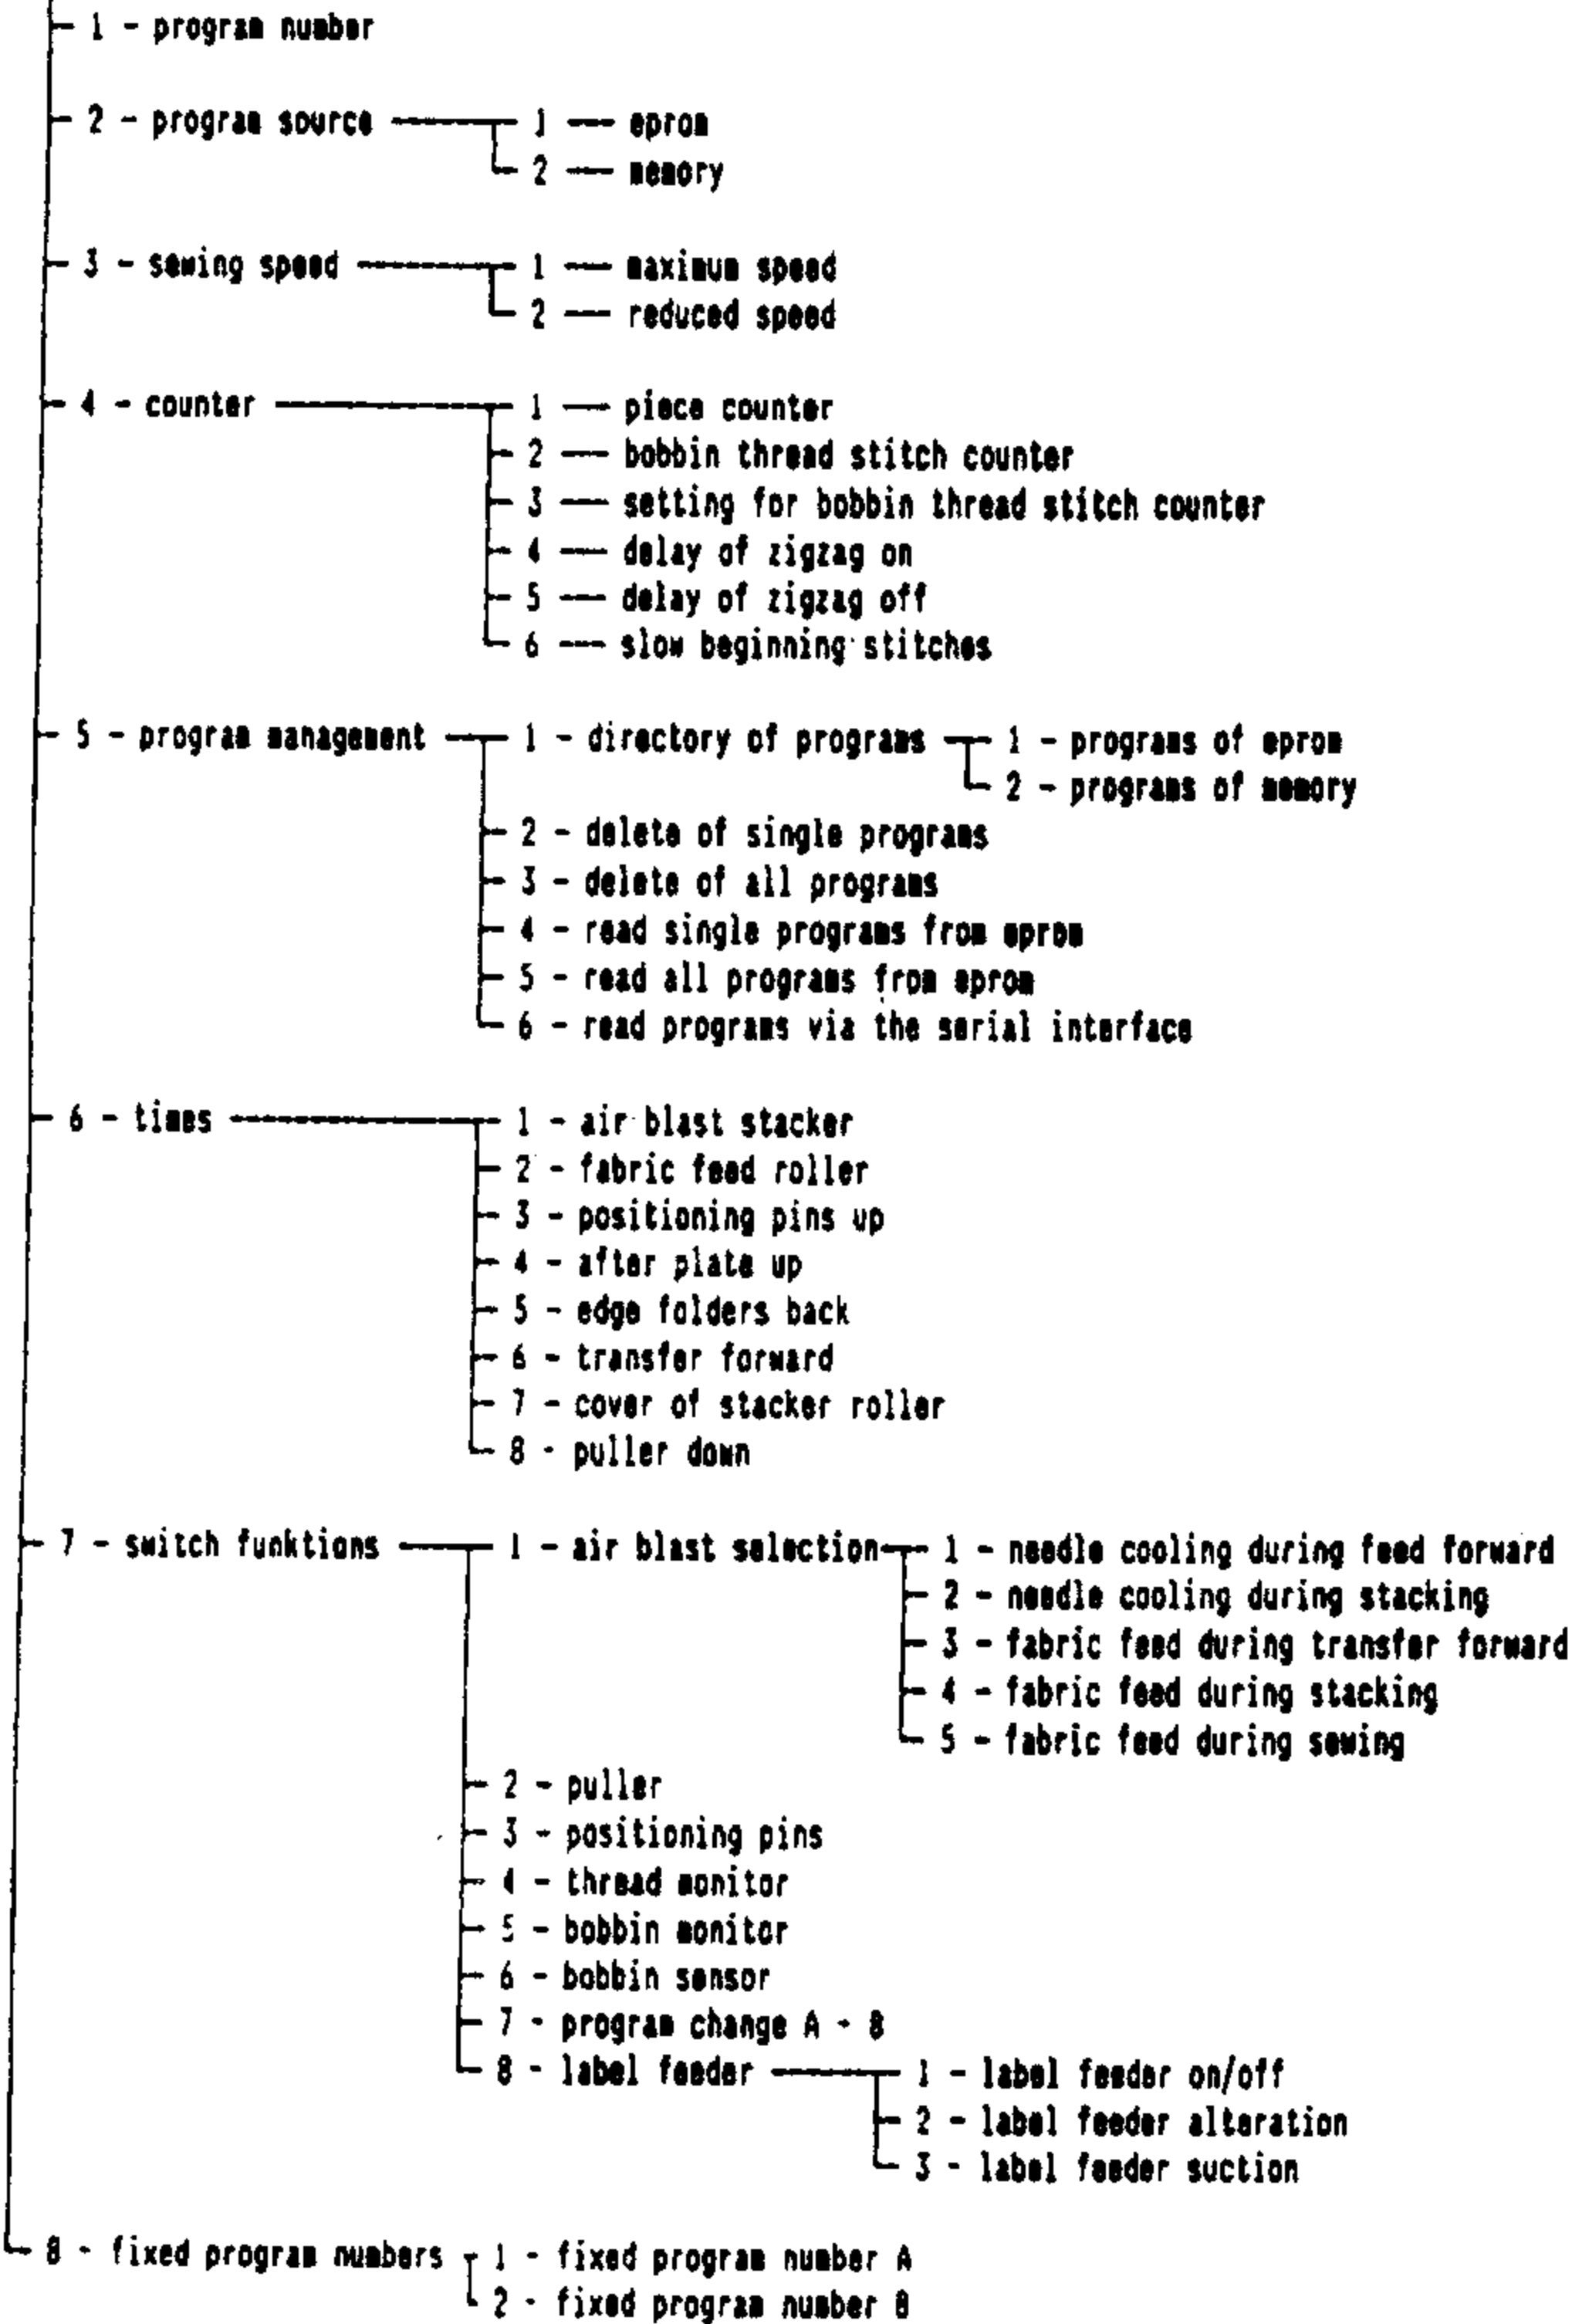 1 - program number
2 - program source 1 — eprom
2 — memory
3 - sewing speed 1 — maximum speed
2 — reduced speed
4 - counter 1 — piece counter
2 — bobbin thread stitch counter
3 — setting for bobbin thread stitch counter
4 — delay of zigzag on
5 — delay of zigzag off
6 — slow beginning stitches
5 - program management 1 - directory of programs 1 - programs of eprom
2 - programs of memory
2 - delete of single programs
3 - delete of all programs
4 - read single programs from eprom
5 - read all programs from eprom
6 - read programs via the serial interface
6 - times 1 - air blast stacker
2 - fabric feed roller
3 - positioning pins up
4 - after plate up
5 - edge folders back
6 - transfer forward
7 - cover of stacker roller
8 - puller down
7 - switch funktions 1 - air blast selection 1 - needle cooling during feed forward
2 - needle cooling during stacking
3 - fabric feed during transfer forward
4 - fabric feed during stacking
5 - fabric feed during sewing
2 - puller
3 - positioning pins
4 - thread monitor
5 - bobbin monitor
6 - bobbin sensor
7 - program change A - B
8 - label feeder 1 - label feeder on/off
2 - label feeder alteration
3 - label feeder suction
8 - fixed program numbers 1 - fixed program number A
2 - fixed program number B